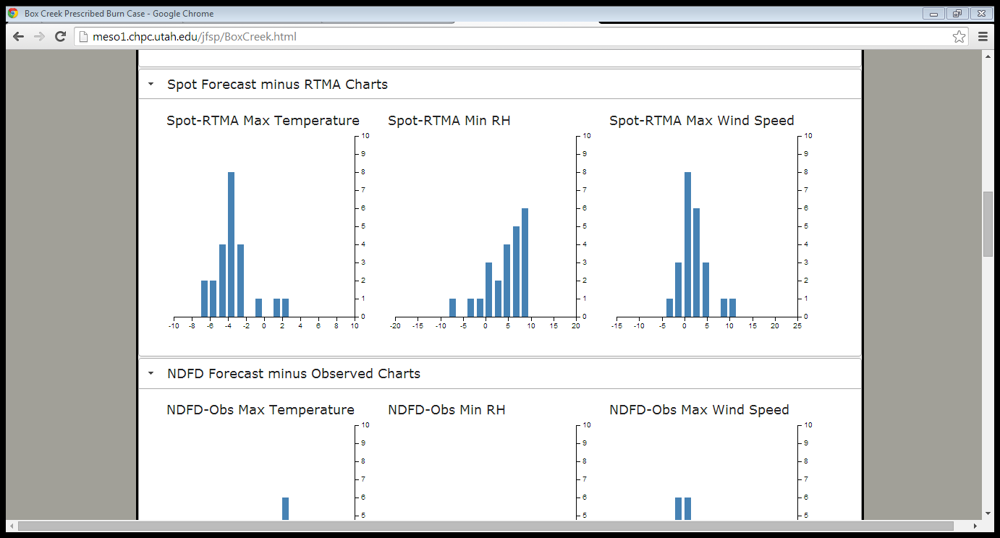 Box Creek Prescribed Burn Case - Google Chrome
meso1.chpc.utah.edu/jfsp/BoxCreek.html
Spot Forecast minus RTMA Charts
Spot-RTMA Max Temperature Spot-RTMA Min RH Spot-RTMA Max Wind Speed
10 10 10
9 9 9
8 8 8
7 7 7
6 6 6
5 5 5
4 4 4
3 3 3
2 2 2
1 1 1
0 0 0
-10 -8 -6 -4 -2 0 2 4 6 8 10 -20 -15 -10 -5 0 5 10 15 20 -15 -10 -5 0 5 10 15 20 25
NDFD Forecast minus Observed Charts
NDFD-Obs Max Temperature NDFD-Obs Min RH NDFD-Obs Max Wind Speed
10 10 10
9 9 9
8 8 8
7 7 7
6 6 6
5 5 5